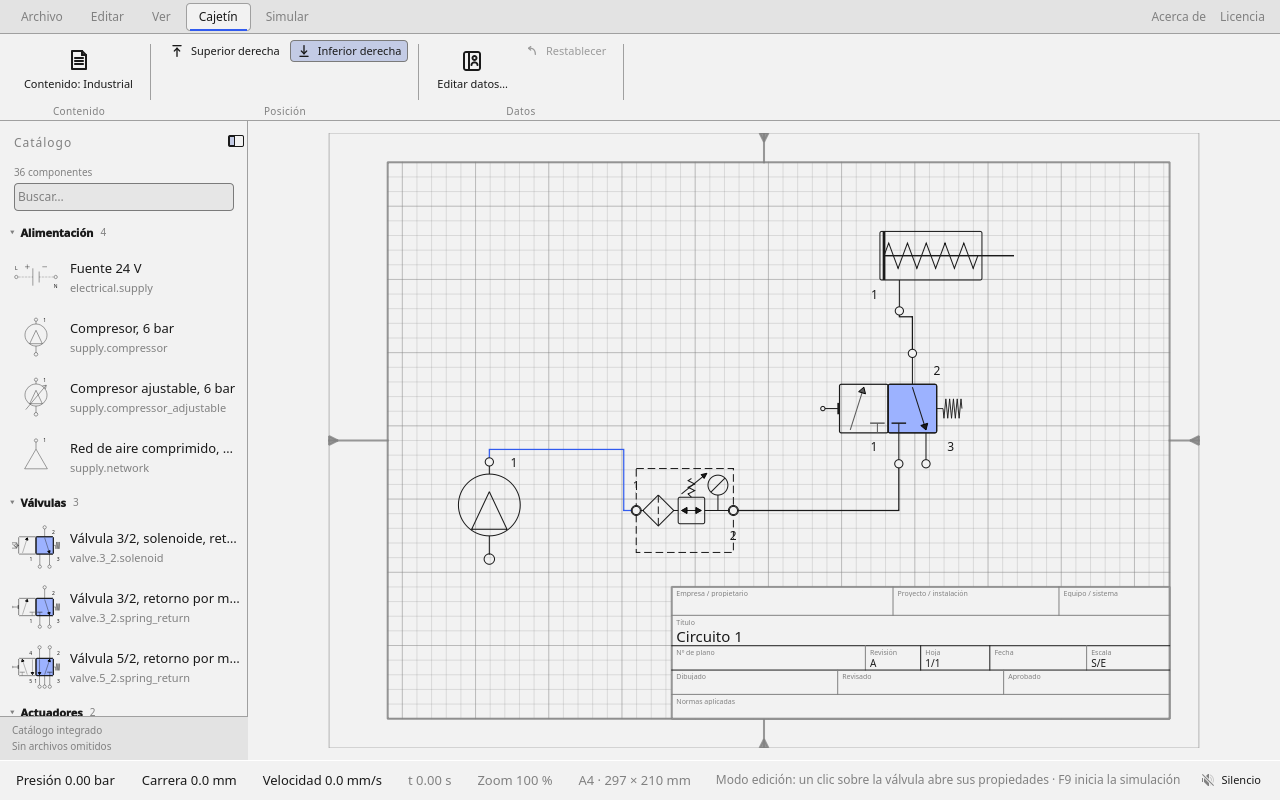 Archivo Editar Ver Cajetín Simular Acerca de Licencia
Contenido: Industrial
Superior derecha Inferior derecha
Editar datos...
Restablecer
Contenido Posición Datos
Catálogo
36 componentes
Buscar...
Alimentación 4
Fuente 24 V
electrical.supply
Compresor, 6 bar
supply.compressor
Compresor ajustable, 6 bar
supply.compressor_adjustable
Red de aire comprimido, ...
supply.network
Válvulas 3
Válvula 3/2, solenoide, ret...
valve.3_2.solenoid
Válvula 3/2, retorno por m...
valve.3_2.spring_return
Válvula 5/2, retorno por m...
valve.5_2.spring_return
Actuadores 2
Catálogo integrado
Sin archivos omitidos
1
2
1 3
1
1
2
Empresa / propietario Proyecto / instalación Equipo / sistema
Título
Circuito 1
Nº de plano Revisión Hoja Fecha Escala
A 1/1 S/E
Dibujado Revisado Aprobado
Normas aplicadas
Presión 0.00 bar Carrera 0.0 mm Velocidad 0.0 mm/s t 0.00 s Zoom 100 % A4 · 297 × 210 mm Modo edición: un clic sobre la válvula abre sus propiedades · F9 inicia la simulación Silencio